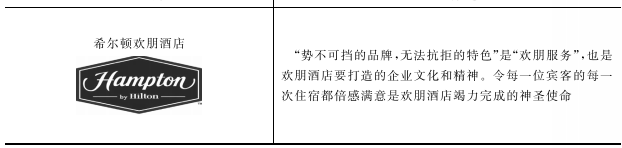 希尔顿欢朋酒店
Hampton
by Hilton
™
“势不可挡的品牌,无法抗拒的特色”是“欢朋服务”,也是
欢朋酒店要打造的企业文化和精神。令每一位宾客的每一
次住宿都倍感满意是欢朋酒店竭力完成的神圣使命